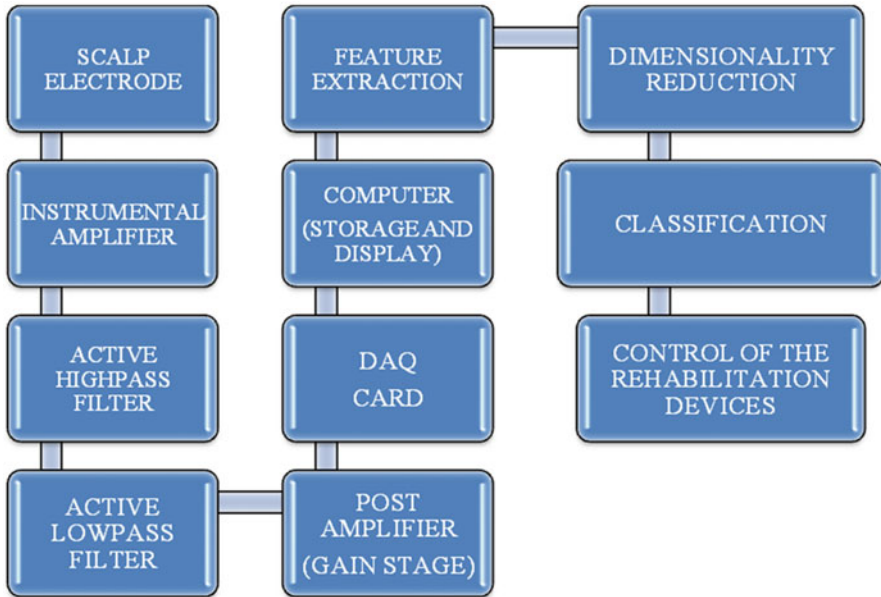 SCALP
ELECTRODE
INSTRUMENTAL
AMPLIFIER
ACTIVE
HIGHPASS
FILTER
ACTIVE
LOWPASS
FILTER
POST
AMPLIFIER
(GAIN STAGE)
DAQ
CARD
COMPUTER
(STORAGE AND
DISPLAY)
FEATURE
EXTRACTION
DIMENSIONALITY
REDUCTION
CLASSIFICATION
CONTROL OF THE
REHABILITATION
DEVICES